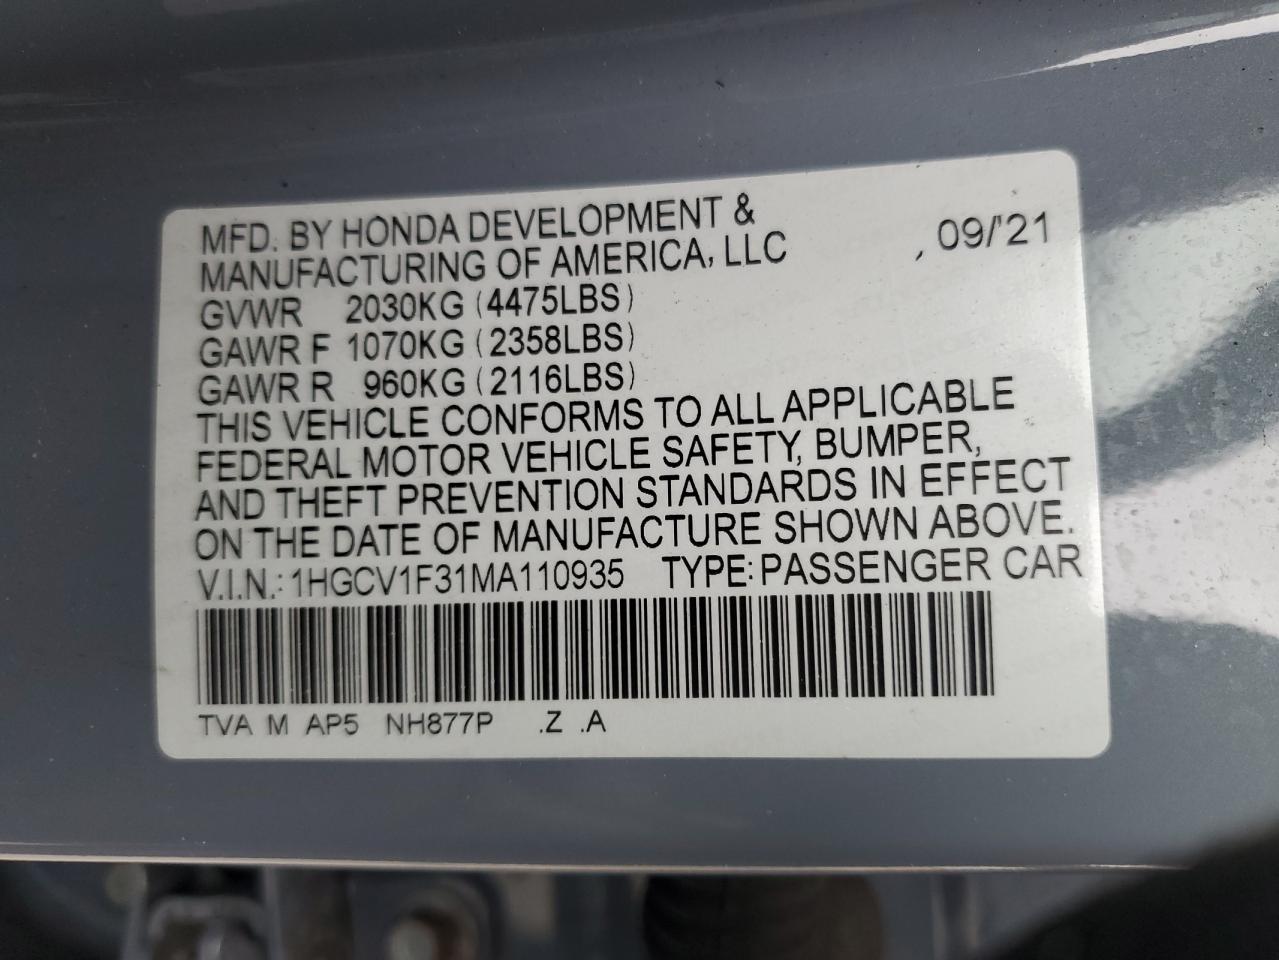 MFD. BY HONDA DEVELOPMENT &
MANUFACTURING OF AMERICA, LLC , 09/'21
GVWR 2030KG (4475LBS)
GAWR F 1070KG (2358LBS)
GAWR R 960KG (2116LBS)
THIS VEHICLE CONFORMS TO ALL APPLICABLE
FEDERAL MOTOR VEHICLE SAFETY, BUMPER,
AND THEFT PREVENTION STANDARDS IN EFFECT
ON THE DATE OF MANUFACTURE SHOWN ABOVE.
V.I.N.: 1HGCV1F31MA110935 TYPE: PASSENGER CAR
TVA M AP5 NH877P .Z .A